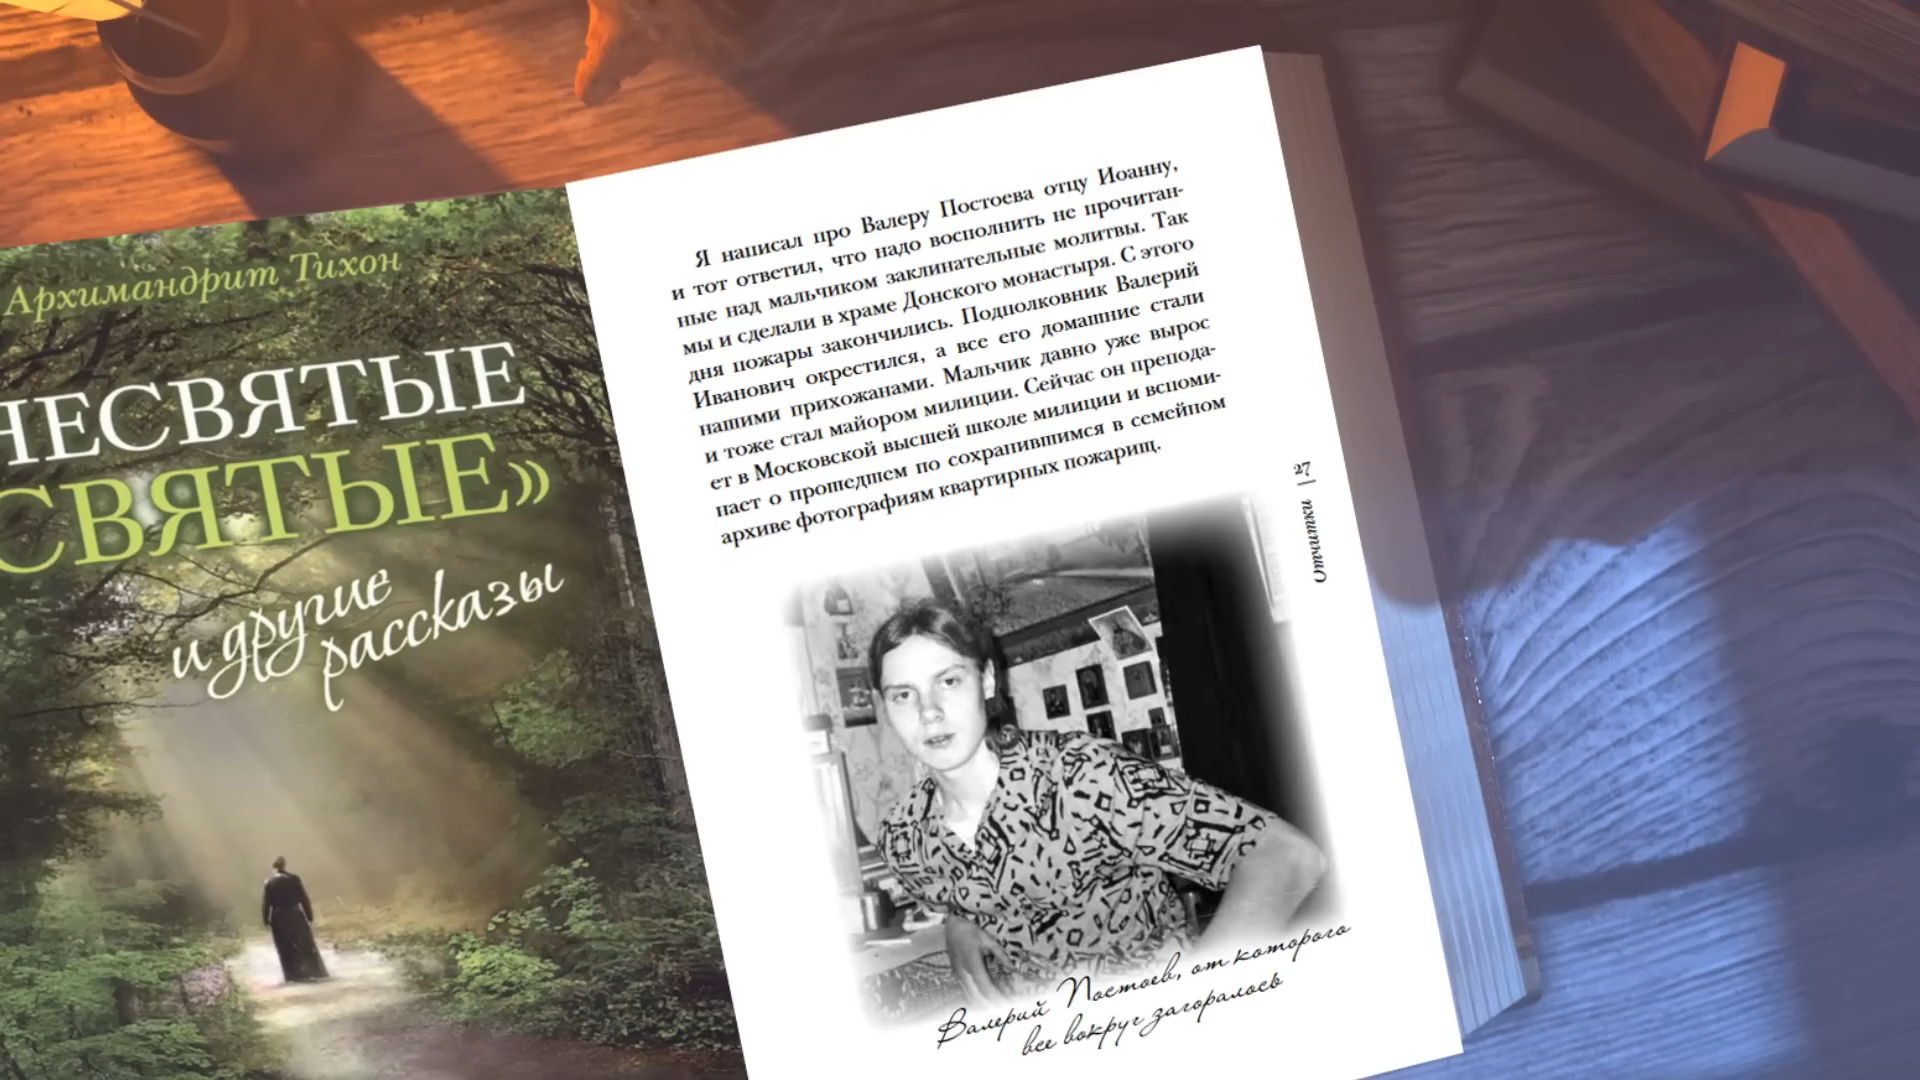 Архимандрит Тихон
НЕСВЯТЫЕ
СВЯТЫЕ»
и другие
рассказы
Я написал про Валеру Постоева отцу Иоанну,
и тот ответил, что надо восполнить не прочитан-
ные над мальчиком заклинательные молитвы. Так
мы и сделали в храме Донского монастыря. С этого
дня пожары закончились. Подполковник Валерий
Иванович окрестился, а все его домашние стали
нашими прихожанами. Мальчик давно уже вырос
и тоже стал майором милиции. Сейчас он препода-
ет в Московской высшей школе милиции и вспоми-
нает о прошедшем по сохранившимся в семейном
архиве фотографиям квартирных пожарищ.
Отчитки | 27
Валерий Постоев, от которого
все вокруг загоралось